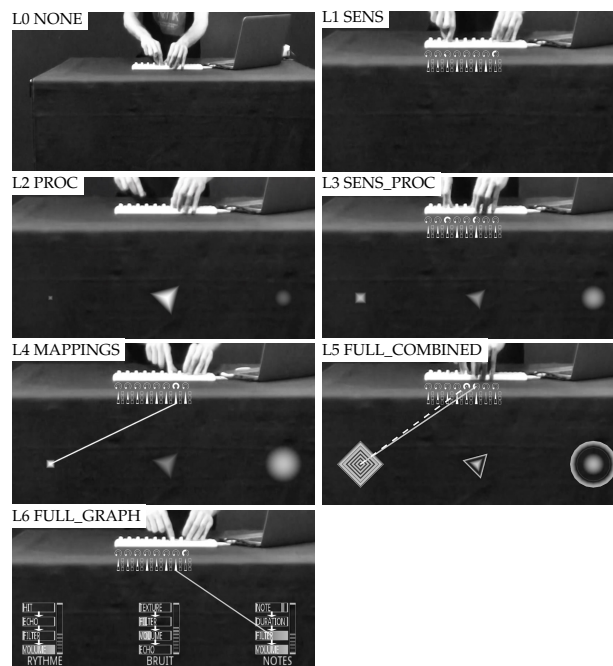 L0 NONE
L1 SENS
L2 PROC
L3 SENS_PROC
L4 MAPPINGS
L5 FULL_COMBINED
L6 FULL_GRAPH
HIT
ECHO
FILTER
VOLUME
RYTHME
TEXTURE
FILTER
VOLUME
ECHO
BRUIT
NOTE
DURATION
FILTER
VOLUME
NOTES